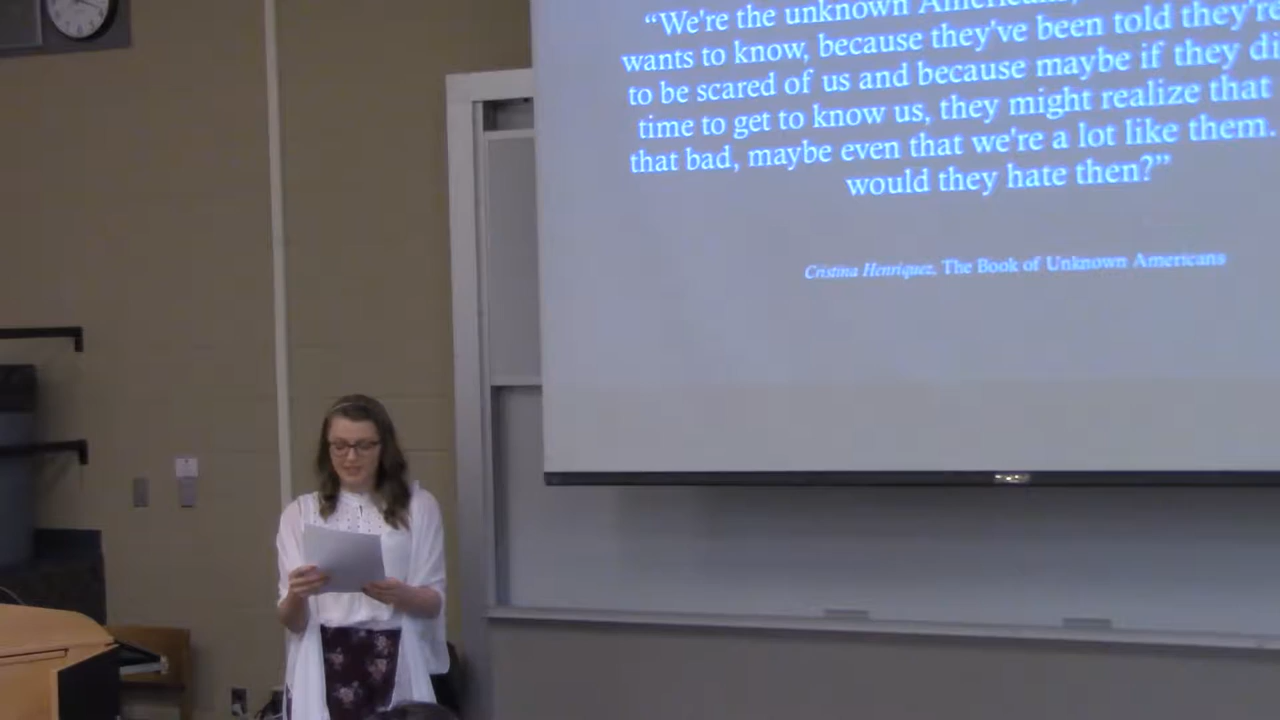 “We're the unknown Americans,
wants to know, because they've been told they're
to be scared of us and because maybe if they di
time to get to know us, they might realize that
that bad, maybe even that we're a lot like them.
would they hate then?”
Cristina Henríquez, The Book of Unknown Americans